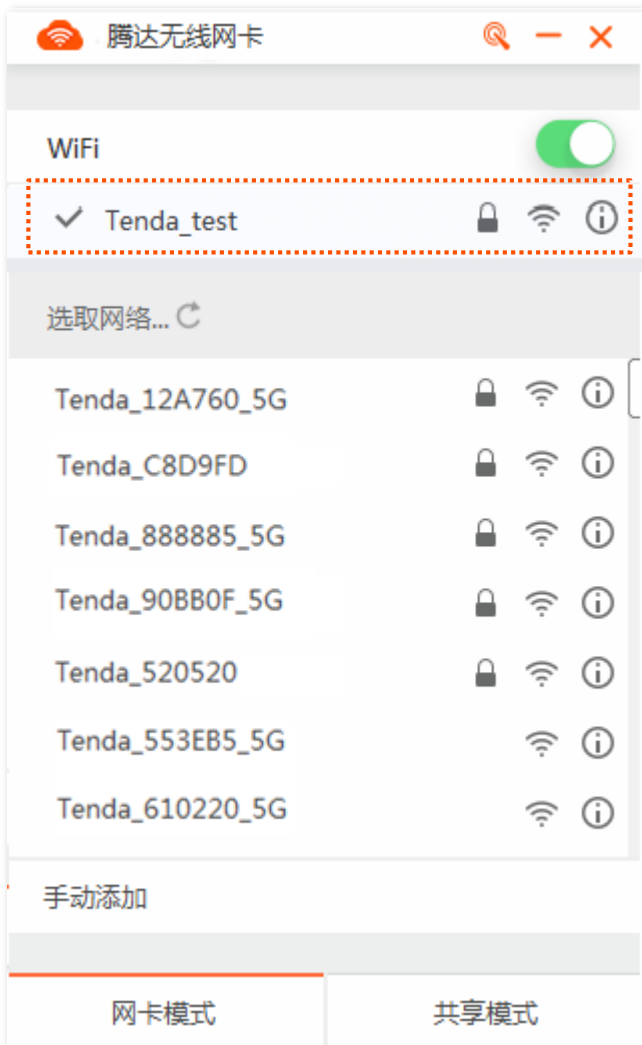 腾达无线网卡
WiFi
Tenda_test
选取网络...
Tenda_12A760_5G
Tenda_C8D9FD
Tenda_888885_5G
Tenda_90BB0F_5G
Tenda_520520
Tenda_553EB5_5G
Tenda_610220_5G
手动添加
网卡模式
共享模式